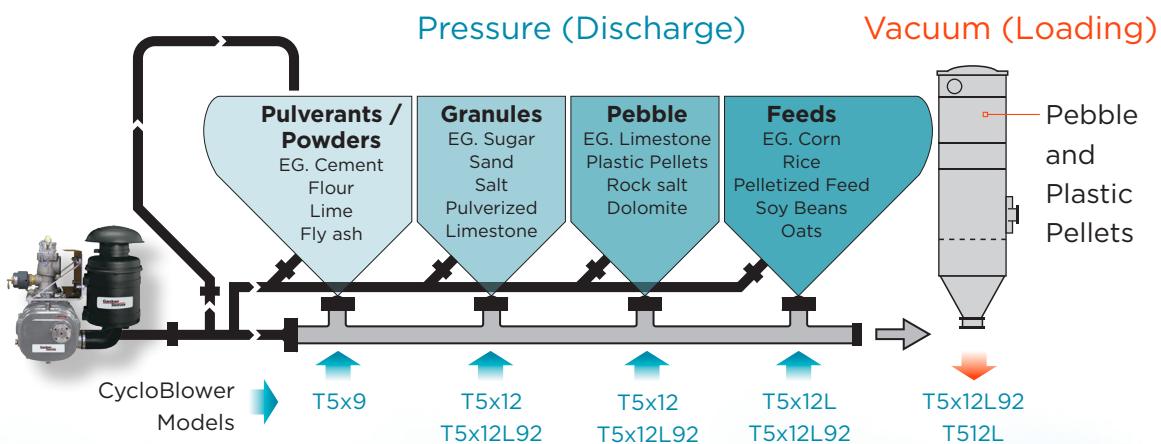 Pressure (Discharge)
Vacuum (Loading)
Pulverants /
Powders
EG. Cement
Flour
Lime
Fly ash
Granules
EG. Sugar
Sand
Salt
Pulverized
Limestone
Pebble
EG. Limestone
Plastic Pellets
Rock salt
Dolomite
Feeds
EG. Corn
Rice
Pelletized Feed
Soy Beans
Oats
Pebble
and
Plastic
Pellets
CycloBlower
Models
T5x9
T5x12
T5x12L92
T5x12
T5x12L92
T5x12L
T5x12L92
T5x12L92
T512L